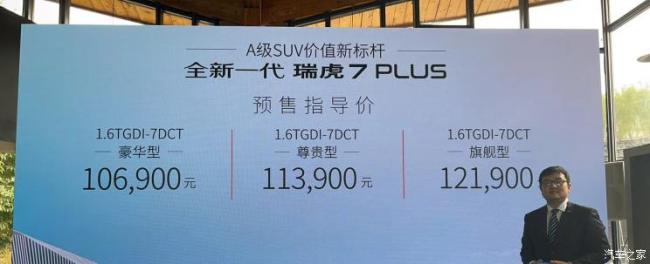 A级SUV价值新标杆
全新一代 瑞虎7 PLUS
预售指导价
1.6TGDI-7DCT 1.6TGDI-7DCT 1.6TGDI-7DCT
豪华型 尊贵型 旗舰型
106,900元 113,900元 121,900
汽车之家